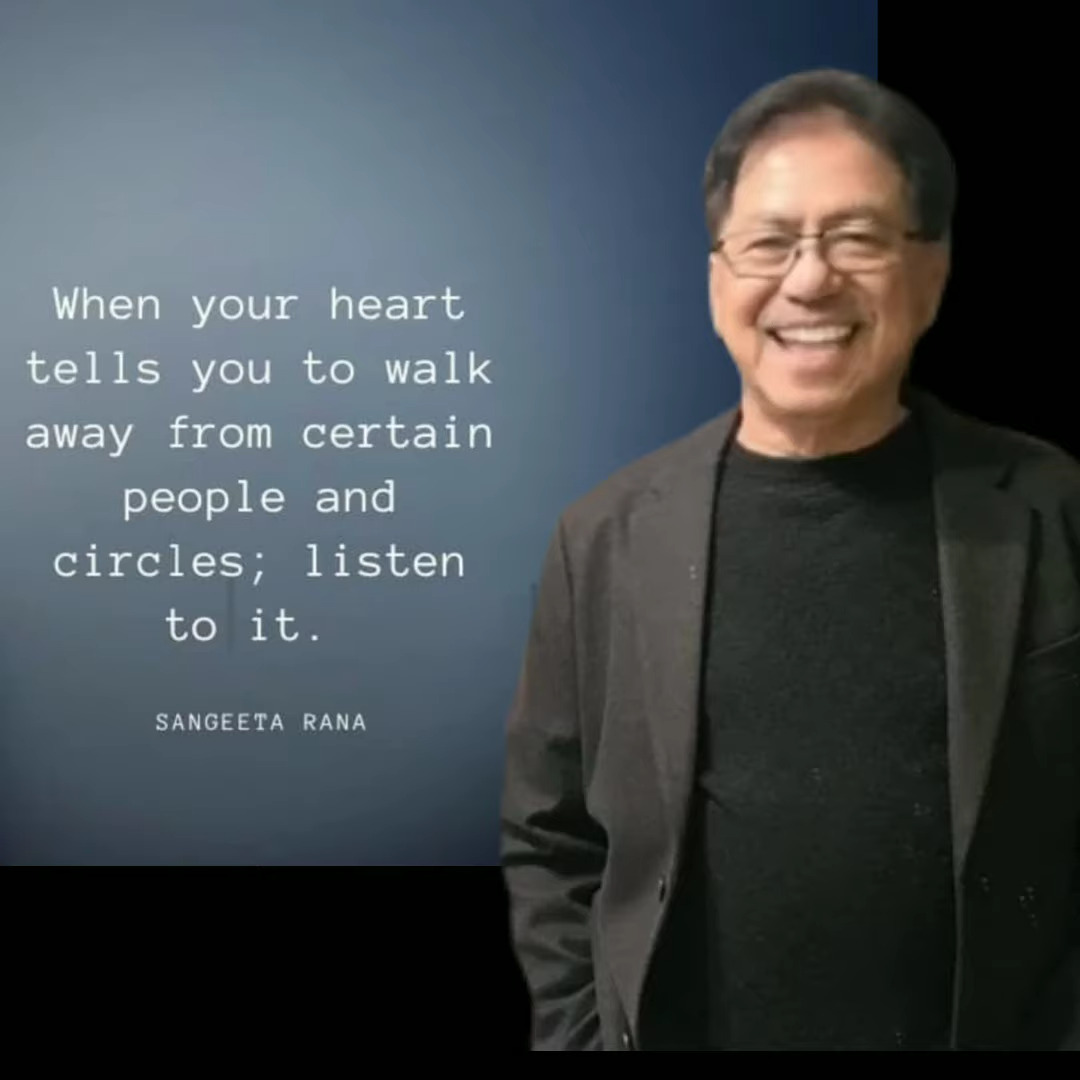 When your heart
tells you to walk
away from certain
people and
circles; listen
to it.
SANGEETA RANA